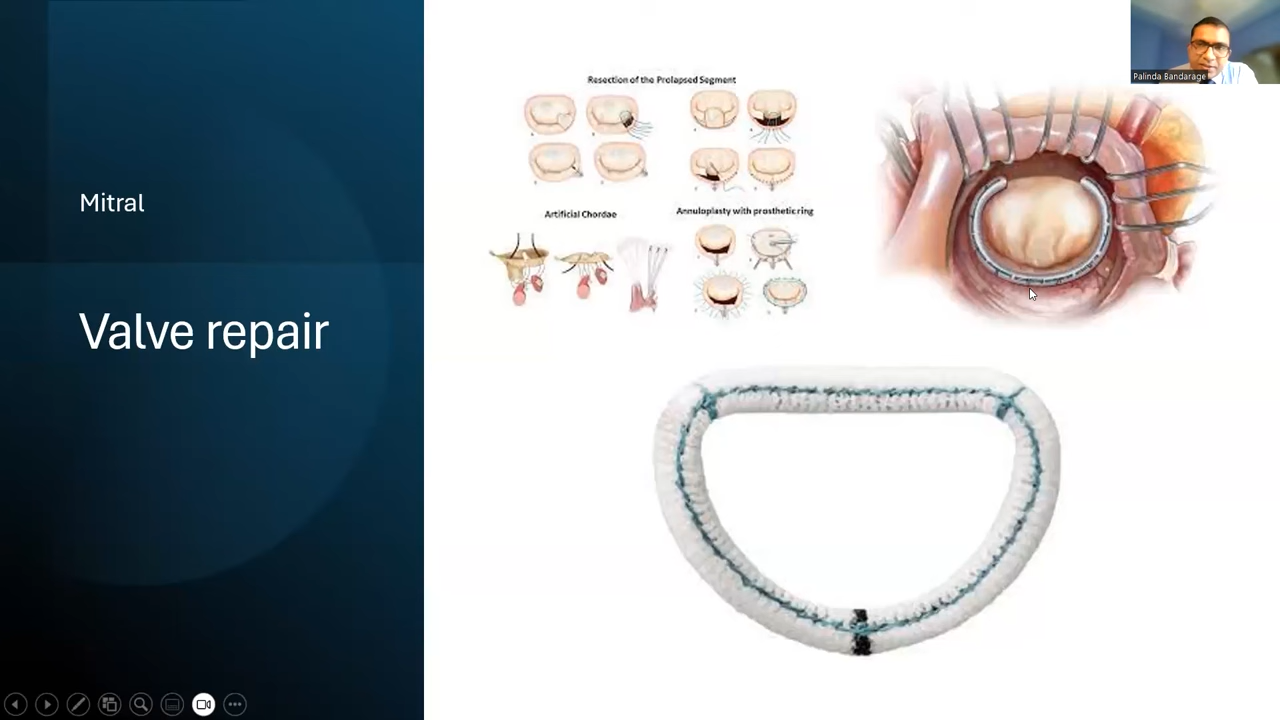 Mitral
Valve repair
Resection of the Prolapsed Segment
Artificial Chordae
Annuloplasty with prosthetic ring
Palinda Bandarage